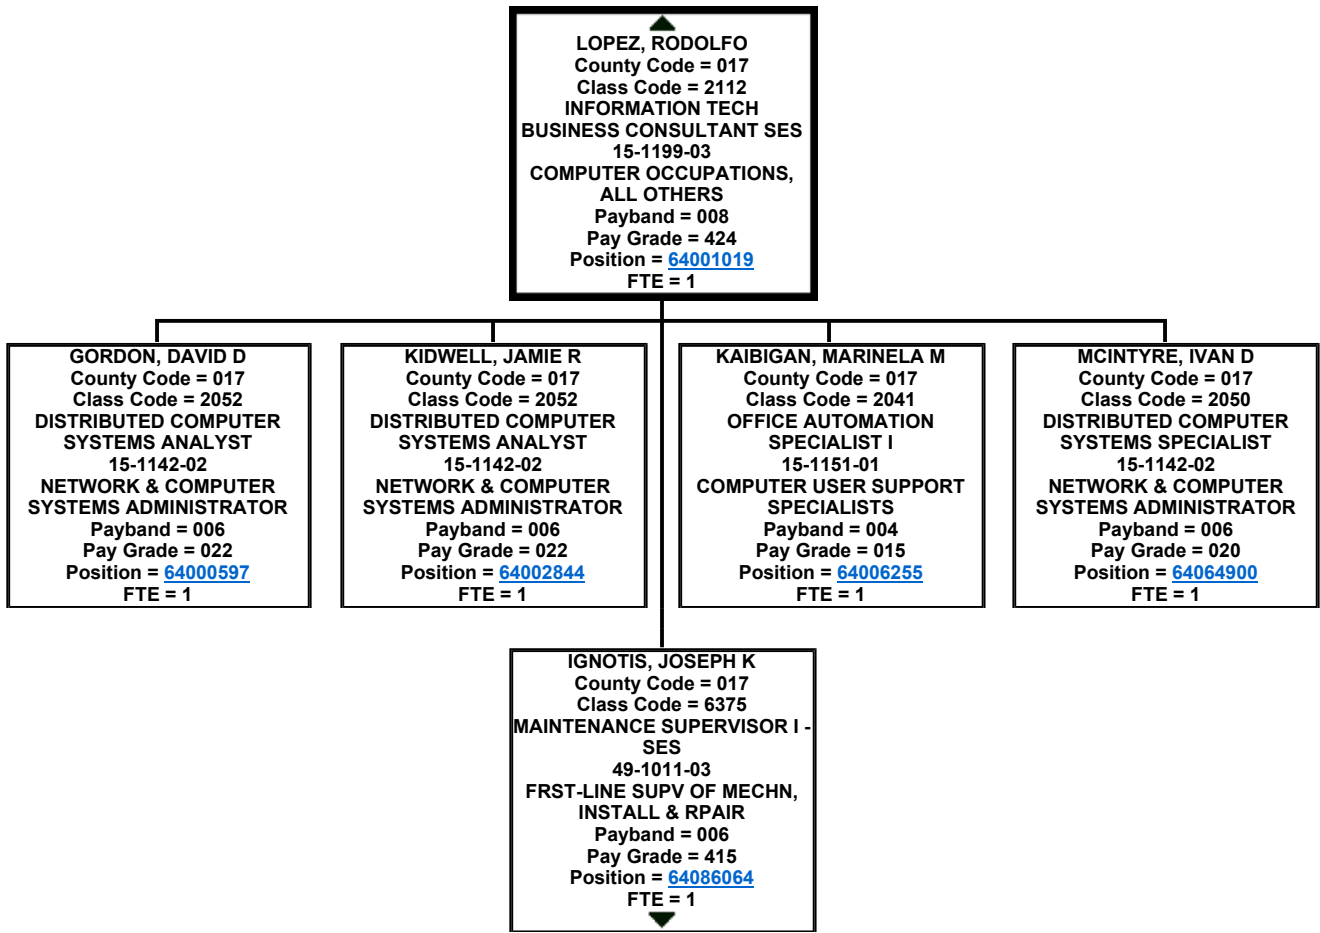 LOPEZ, RODOLFO
County Code = 017
Class Code = 2112
INFORMATION TECH
BUSINESS CONSULTANT SES
15-1199-03
COMPUTER OCCUPATIONS,
ALL OTHERS
Payband = 008
Pay Grade = 424
Position = 64001019
FTE = 1
GORDON, DAVID D
County Code = 017
Class Code = 2052
DISTRIBUTED COMPUTER
SYSTEMS ANALYST
15-1142-02
NETWORK & COMPUTER
SYSTEMS ADMINISTRATOR
Payband = 006
Pay Grade = 022
Position = 64000597
FTE = 1
KIDWELL, JAMIE R
County Code = 017
Class Code = 2052
DISTRIBUTED COMPUTER
SYSTEMS ANALYST
15-1142-02
NETWORK & COMPUTER
SYSTEMS ADMINISTRATOR
Payband = 006
Pay Grade = 022
Position = 64002844
FTE = 1
KAIBIGAN, MARINELA M
County Code = 017
Class Code = 2041
OFFICE AUTOMATION
SPECIALIST I
15-1151-01
COMPUTER USER SUPPORT
SPECIALISTS
Payband = 004
Pay Grade = 015
Position = 64006255
FTE = 1
MCINTYRE, IVAN D
County Code = 017
Class Code = 2050
DISTRIBUTED COMPUTER
SYSTEMS SPECIALIST
15-1142-02
NETWORK & COMPUTER
SYSTEMS ADMINISTRATOR
Payband = 006
Pay Grade = 020
Position = 64064900
FTE = 1
IGNOTIS, JOSEPH K
County Code = 017
Class Code = 6375
MAINTENANCE SUPERVISOR I -
SES
49-1011-03
FRST-LINE SUPV OF MECHN,
INSTALL & RPAIR
Payband = 006
Pay Grade = 415
Position = 64086064
FTE = 1